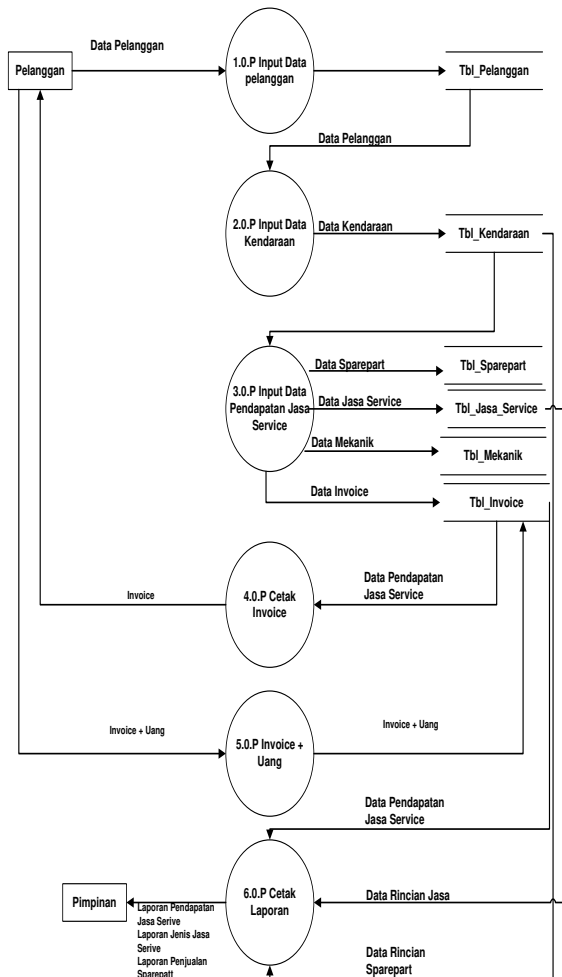 Data Pelanggan
Pelanggan
1.0.P Input Data
pelanggan
Tbl_Pelanggan
Data Pelanggan
2.0.P Input Data
Kendaraan
Data Kendaraan
Tbl_Kendaraan
3.0.P Input Data
Pendapatan Jasa
Service
Data Sparepart
Tbl_Sparepart
Data Jasa Service
Tbl_Jasa_Service
Data Mekanik
Tbl_Mekanik
Data Invoice
Tbl_Invoice
Invoice
4.0.P Cetak
Invoice
Data Pendapatan
Jasa Service
Invoice + Uang
5.0.P Invoice +
Uang
Invoice + Uang
Data Pendapatan
Jasa Service
Pimpinan
Laporan Pendapatan
Jasa Serive
Laporan Jenis Jasa
Serive
Laporan Penjualan
Sparepatt
6.0.P Cetak
Laporan
Data Rincian Jasa
Data Rincian
Sparepart